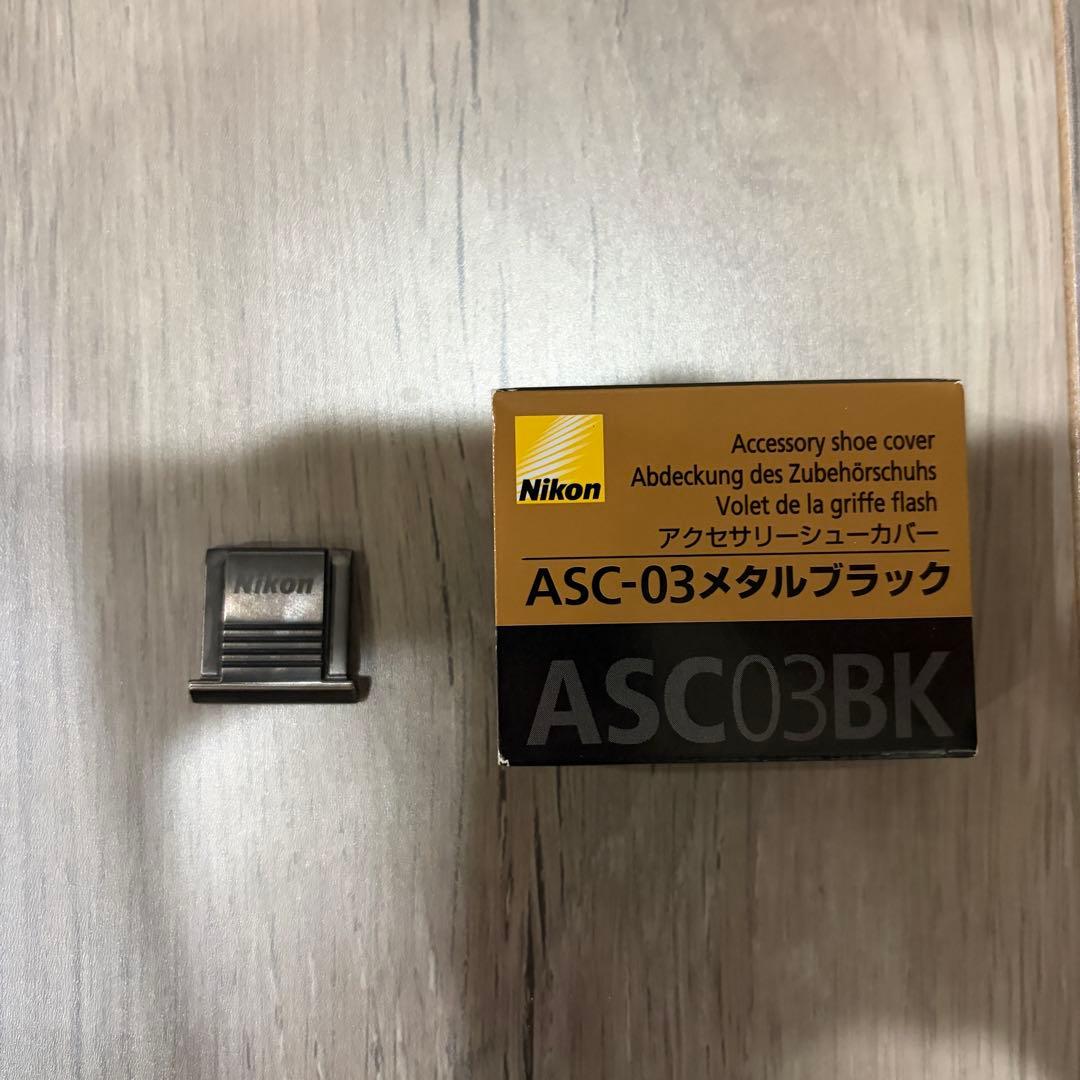 Nikon
Nikon
Accessory shoe cover
Abdeckung des Zubehörschuhs
Volet de la griffe flash
アクセサリーシューカバー
ASC-03メタルブラック
ASC03BK